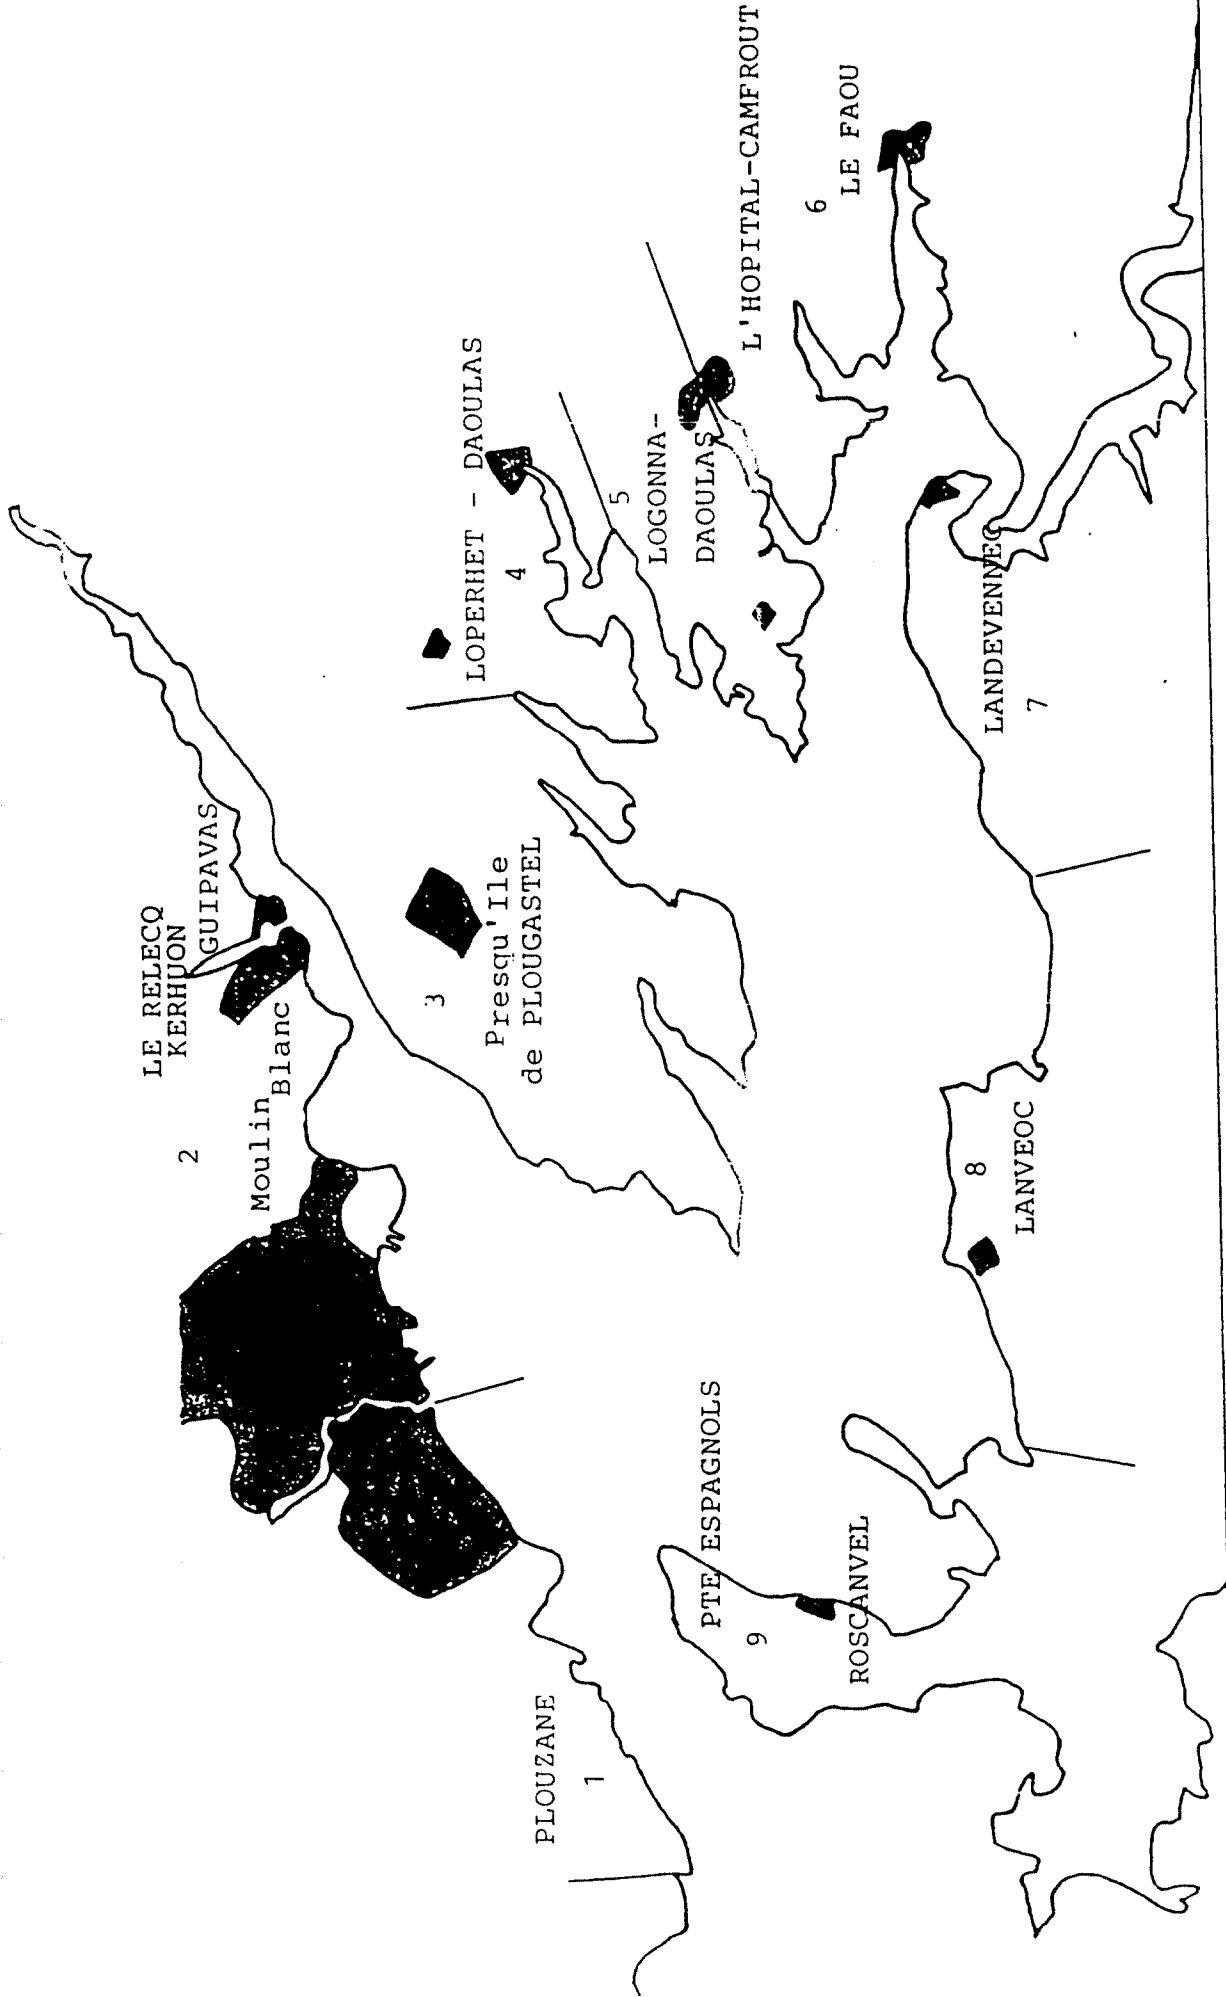 LE RELECQ
KERHUON
GUIPAVAS
2
Moulin
Blanc
3
Presqu'Ile
de PLOUGASTEL
LOPERHET - DAOULAS
4
5
LOGONNA-
DAOULAS
L'HOPITAL-CAMFROUT
6
LE FAOU
PLOUZANE
1
PTE ESPAGNOLS
9
ROSCANVEL
8
LANVEOC
LANDEVENNEC
7